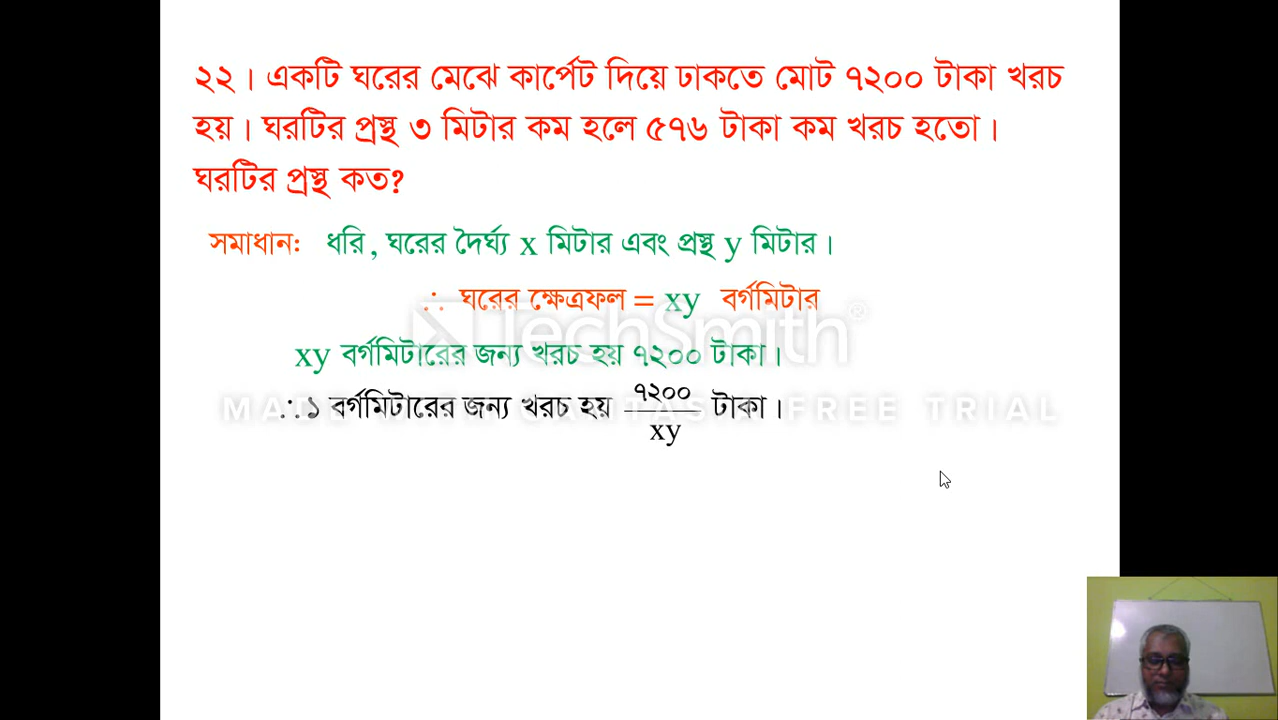 ২২। একটি ঘরের মেঝে কার্পেট দিয়ে ঢাকতে মোট ৭২০০ টাকা খরচ
হয়। ঘরটির প্রস্থ ৩ মিটার কম হলে ৫৭৬ টাকা কম খরচ হতো।
ঘরটির প্রস্থ কত?
সমাধান: ধরি, ঘরের দৈর্ঘ্য x মিটার এবং প্রস্থ y মিটার।
∴ ঘরের ক্ষেত্রফল = xy বর্গমিটার
TechSmith®
xy বর্গমিটারের জন্য খরচ হয় ৭২০০ টাকা।
∴১ বর্গমিটারের জন্য খরচ হয় ৭২০০/xy টাকা।
FREE TRIAL